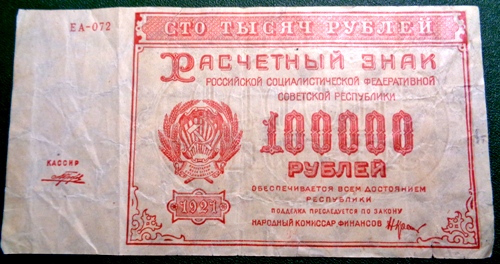 ЕА-072
СТО ТЫСЯЧ РУБЛЕЙ
РАСЧЕТНЫЙ ЗНАК
РОССИЙСКОЙ СОЦИАЛИСТИЧЕСКОЙ ФЕДЕРАТИВНОЙ
СОВЕТСКОЙ РЕСПУБЛИКИ
100000
РУБЛЕЙ
1921
ОБЕСПЕЧИВАЕТСЯ ВСЕМ ДОСТОЯНИЕМ
РЕСПУБЛИКИ
ПОДДЕЛКА ПРЕСЛЕДУЕТСЯ ПО ЗАКОНУ
НАРОДНЫЙ КОМИССАР ФИНАНСОВ
КАССИР